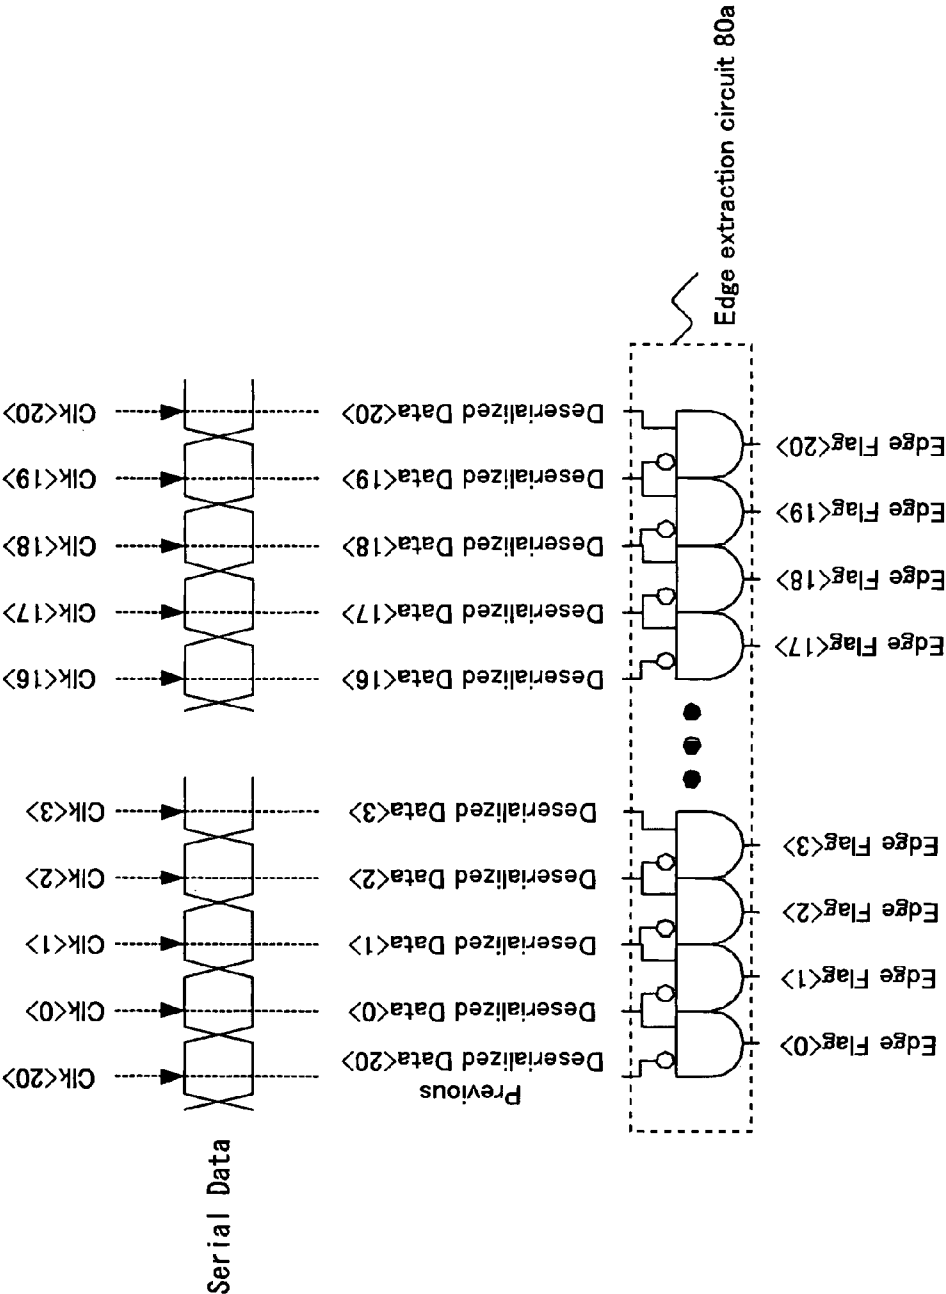 Edge extraction circuit 80a
Clk<20>
Clk<19>
Clk<18>
Clk<17>
Clk<16>
Clk<3>
Clk<2>
Clk<1>
Clk<0>
Clk<20>
Serial Data
Deserialized Data<20>
Deserialized Data<19>
Deserialized Data<18>
Deserialized Data<17>
Deserialized Data<16>
Deserialized Data<3>
Deserialized Data<2>
Deserialized Data<1>
Deserialized Data<0>
Previous
Deserialized Data<20>
Edge Flag<20>
Edge Flag<19>
Edge Flag<18>
Edge Flag<17>
Edge Flag<3>
Edge Flag<2>
Edge Flag<1>
Edge Flag<0>